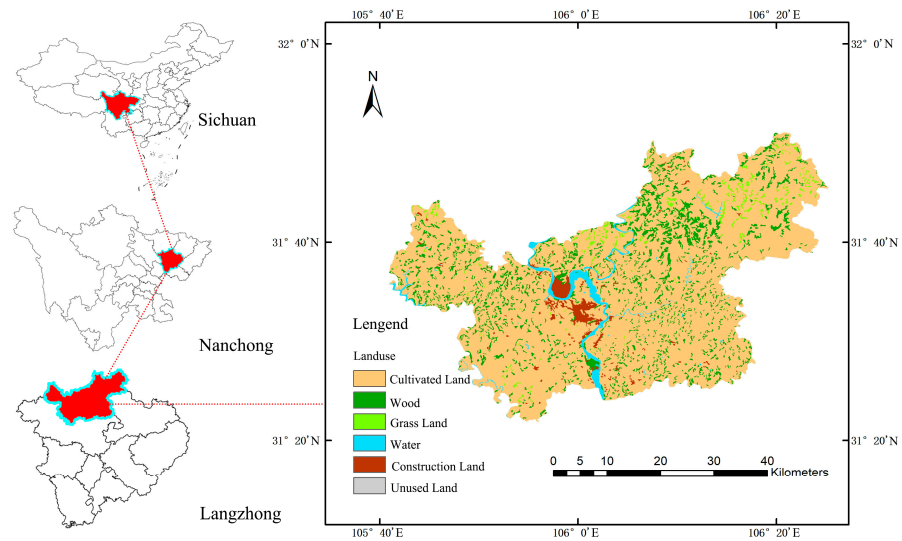 105° 40′E
106° 0′E
106° 20′E
32° 0′N
32° 0′N
N
Sichuan
31° 40′N
31° 40′N
Nanchong
Lengend
Landuse
Cultivated Land
Wood
Grass Land
Water
Construction Land
Unused Land
31° 20′N
31° 20′N
0 5 10 20 30 40
Kilometers
Langzhong
105° 40′E
106° 0′E
106° 20′E